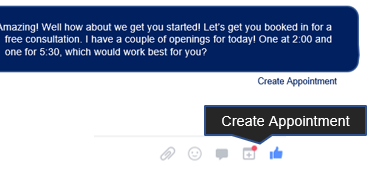 Amazing! Well how about we get you started! Let's get you booked in for a
free consultation. I have a couple of openings for today! One at 2:00 and
one for 5:30, which would work best for you?
Create Appointment
Create Appointment